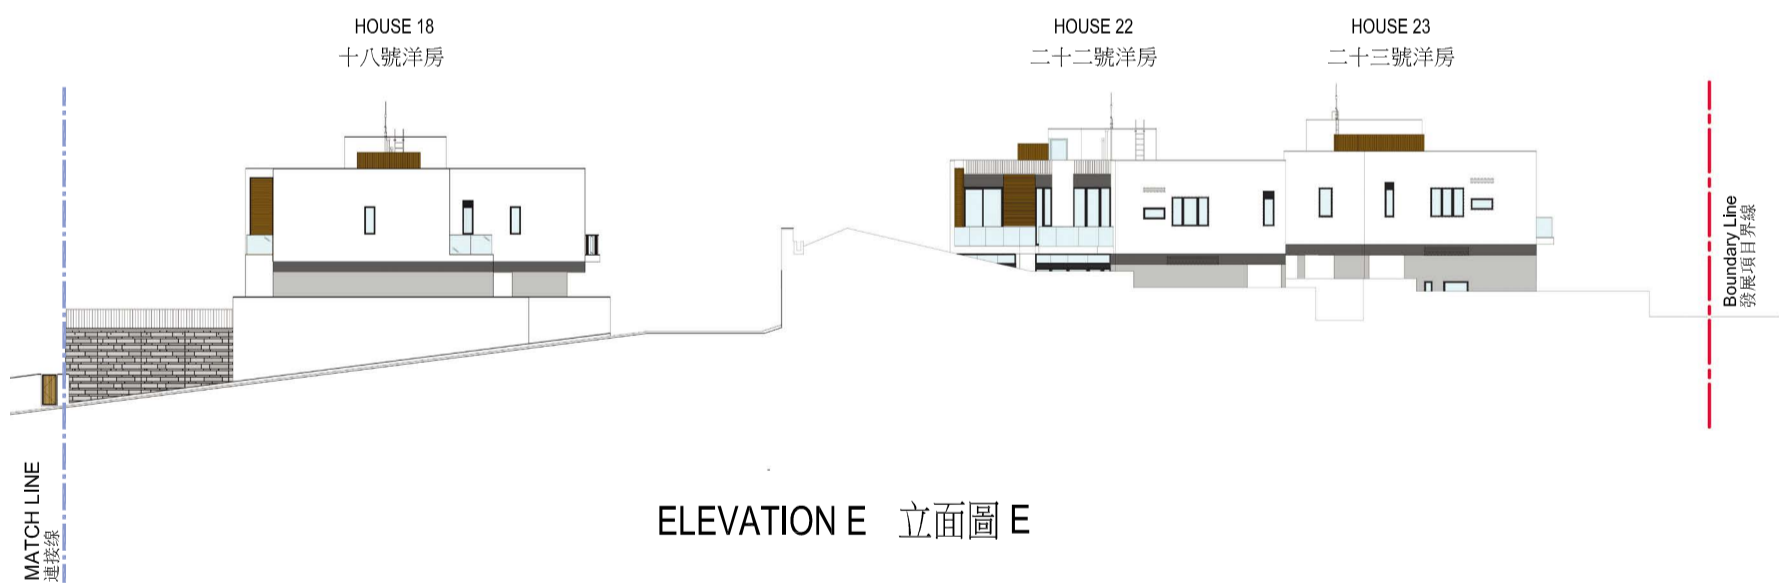 HOUSE 18
十八號洋房
HOUSE 22
二十二號洋房
HOUSE 23
二十三號洋房
Boundary Line
發展項目界線
MATCH LINE
連接线
ELEVATION E 立面圖 E